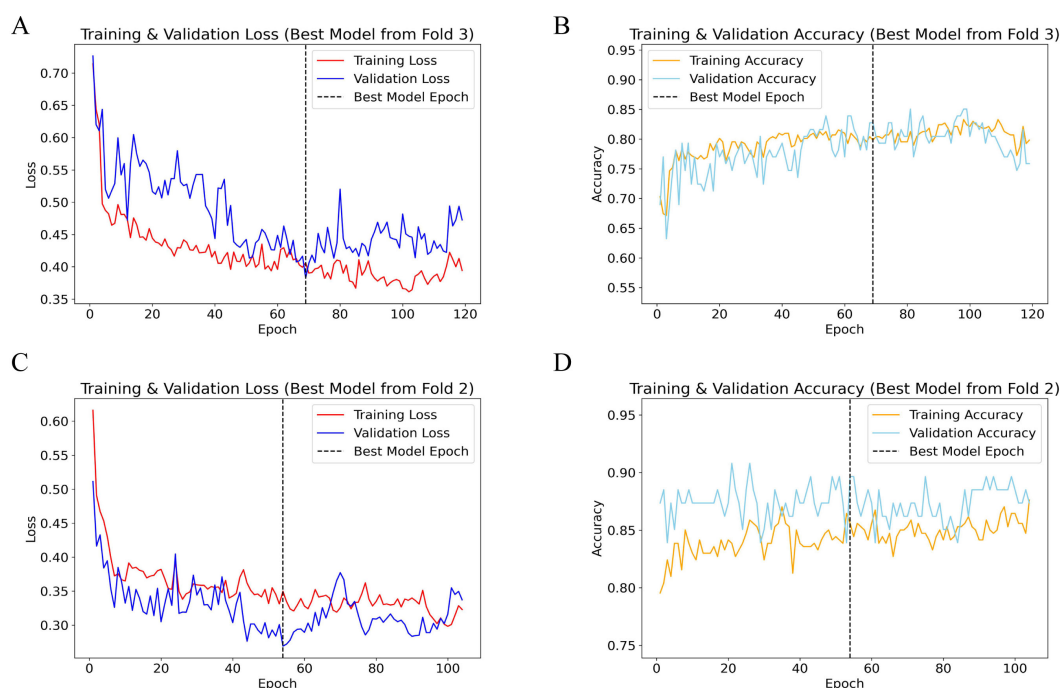 A
Training & Validation Loss (Best Model from Fold 3)
Training Loss
Validation Loss
Best Model Epoch
Loss
0.70
0.65
0.60
0.55
0.50
0.45
0.40
0.35
0
20
40
60
80
100
120
Epoch
B
Training & Validation Accuracy (Best Model from Fold 3)
Training Accuracy
Validation Accuracy
Best Model Epoch
Accuracy
0.95
0.90
0.85
0.80
0.75
0.70
0.65
0.60
0.55
0
20
40
60
80
100
120
Epoch
C
Training & Validation Loss (Best Model from Fold 2)
Training Loss
Validation Loss
Best Model Epoch
Loss
0.60
0.55
0.50
0.45
0.40
0.35
0.30
0
20
40
60
80
100
Epoch
D
Training & Validation Accuracy (Best Model from Fold 2)
Training Accuracy
Validation Accuracy
Best Model Epoch
Accuracy
0.95
0.90
0.85
0.80
0.75
0
20
40
60
80
100
Epoch